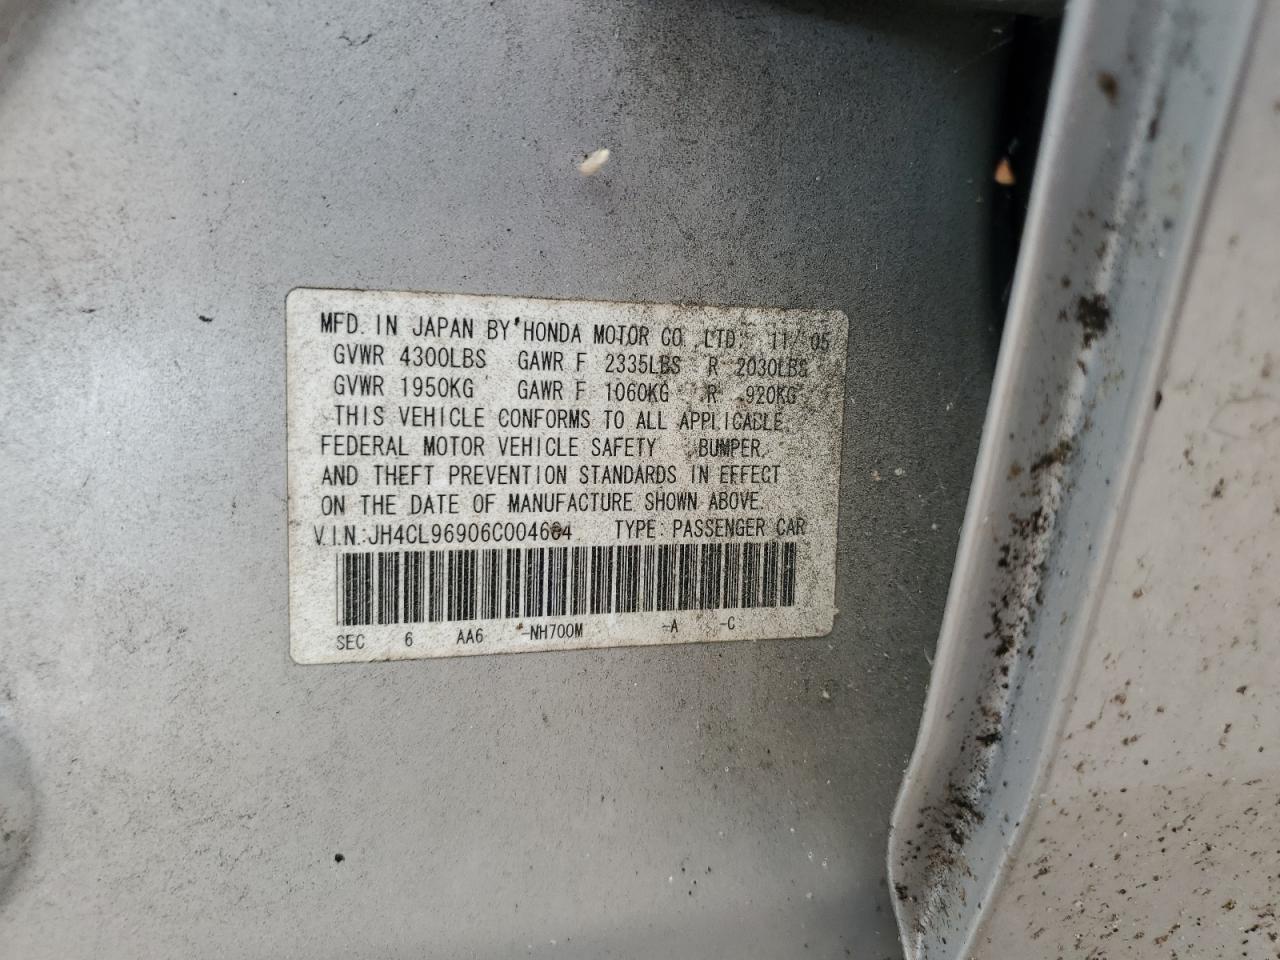 MFD. IN JAPAN BY HONDA MOTOR CO., LTD. 11/05
GVWR 4300LBS GAWR F 2335LBS R 2030LBS
GVWR 1950KG GAWR F 1060KG R 920KG
THIS VEHICLE CONFORMS TO ALL APPLICABLE
FEDERAL MOTOR VEHICLE SAFETY, BUMPER,
AND THEFT PREVENTION STANDARDS IN EFFECT
ON THE DATE OF MANUFACTURE SHOWN ABOVE.
V.I.N.:JH4CL96906C004604 TYPE: PASSENGER CAR
SEC 6 AA6 -NH700M -A -C